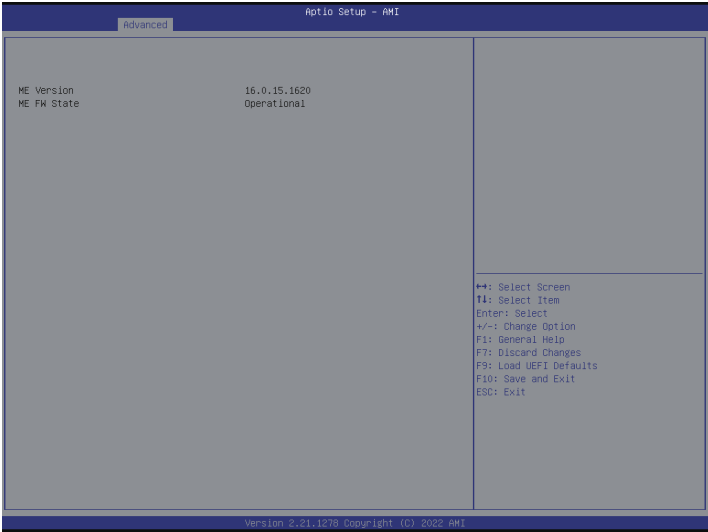 Aptio Setup – AMI
Advanced
ME Version 16.0.15.1620
ME FW State Operational
↔: Select Screen
↑↓: Select Item
Enter: Select
+/-: Change Option
F1: General Help
F7: Discard Changes
F9: Load UEFI Defaults
F10: Save and Exit
ESC: Exit
Version 2.21.1278 Copyright (C) 2022 AMI